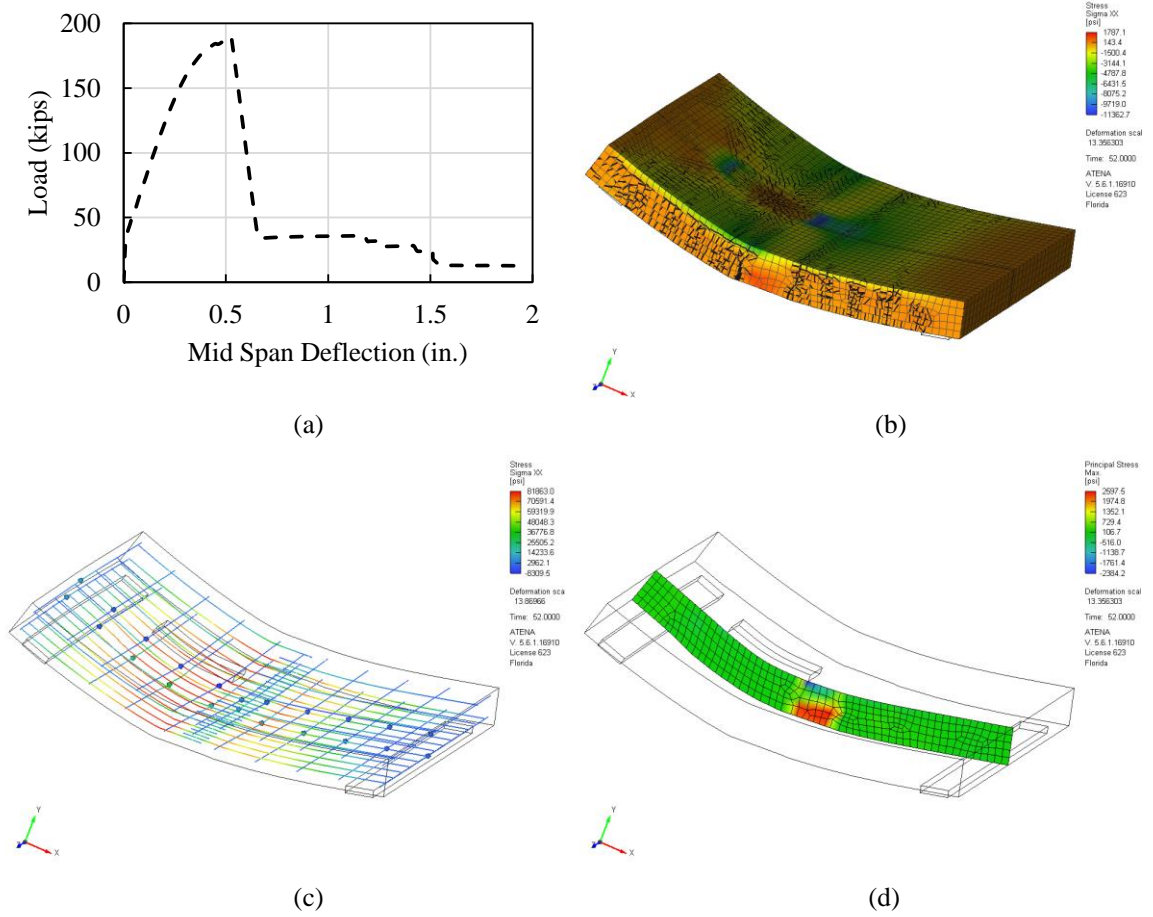 200
150
100
50
0
Load (kips)
0
0.5
1
1.5
2
Mid Span Deflection (in.)
(a)
Stress
Sigma XX
[psi]
1787.1
143.4
-1500.4
-3144.1
-4787.8
-6431.5
-8075.2
-9719.0
-11362.7
Deformation scal
13.356303
Time: 52.0000
ATENA
V. 5.6.1.16910
License 623
Florida
Y
X
(b)
Stress
Sigma XX
[psi]
81863.0
70591.4
59319.9
48048.3
36776.8
25505.2
14233.6
2962.1
-8309.5
Deformation scal
13.86966
Time: 52.0000
ATENA
V. 5.6.1.16910
License 623
Florida
Y
X
(c)
Principal Stress
Max.
[psi]
2597.5
1974.8
1352.1
729.4
106.7
-516.0
-1138.7
-1761.4
-2384.2
Deformation scal
13.356303
Time: 52.0000
ATENA
V. 5.6.1.16910
License 623
Florida
Y
X
(d)